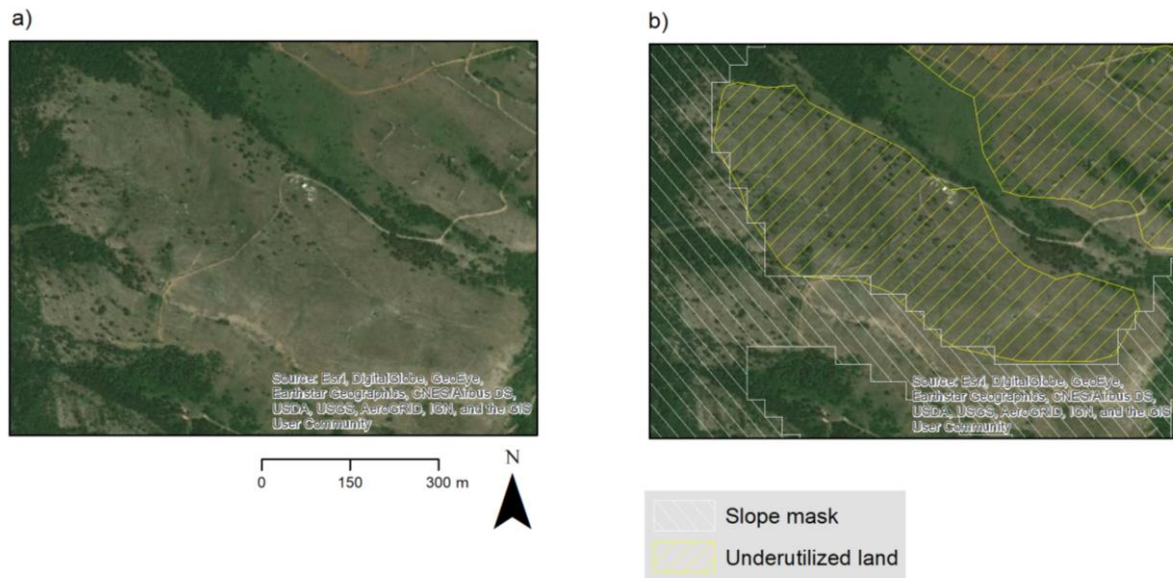 a)
b)
Source: Esri, DigitalGlobe, GeoEye,
Earthstar Geographics, CNES/Airbus DS,
USDA, USGS, AeroGRID, IGN, and the GIS
User Community
Source: Esri, DigitalGlobe, GeoEye,
Earthstar Geographics, CNES/Airbus DS,
USDA, USGS, AeroGRID, IGN, and the GIS
User Community
0 150 300 m
N
Slope mask
Underutilized land